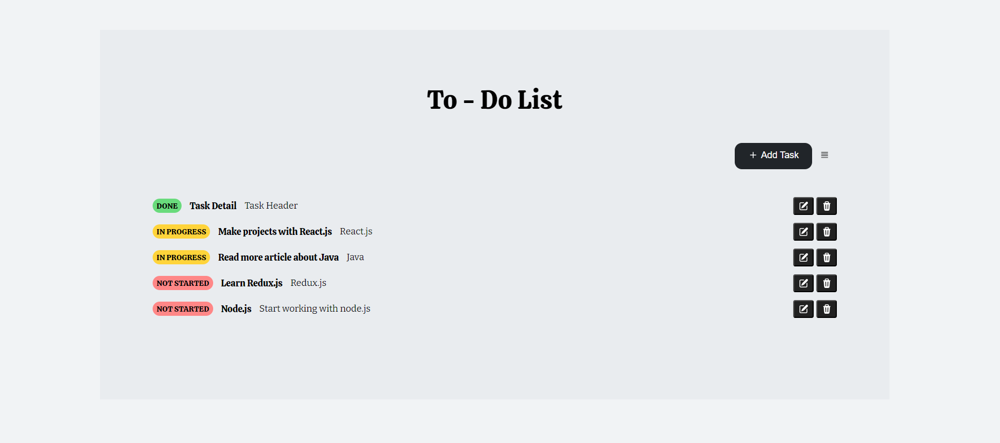 To - Do List
+ Add Task
DONE Task Detail Task Header
IN PROGRESS Make projects with React.js React.js
IN PROGRESS Read more article about Java Java
NOT STARTED Learn Redux.js Redux.js
NOT STARTED Node.js Start working with node.js